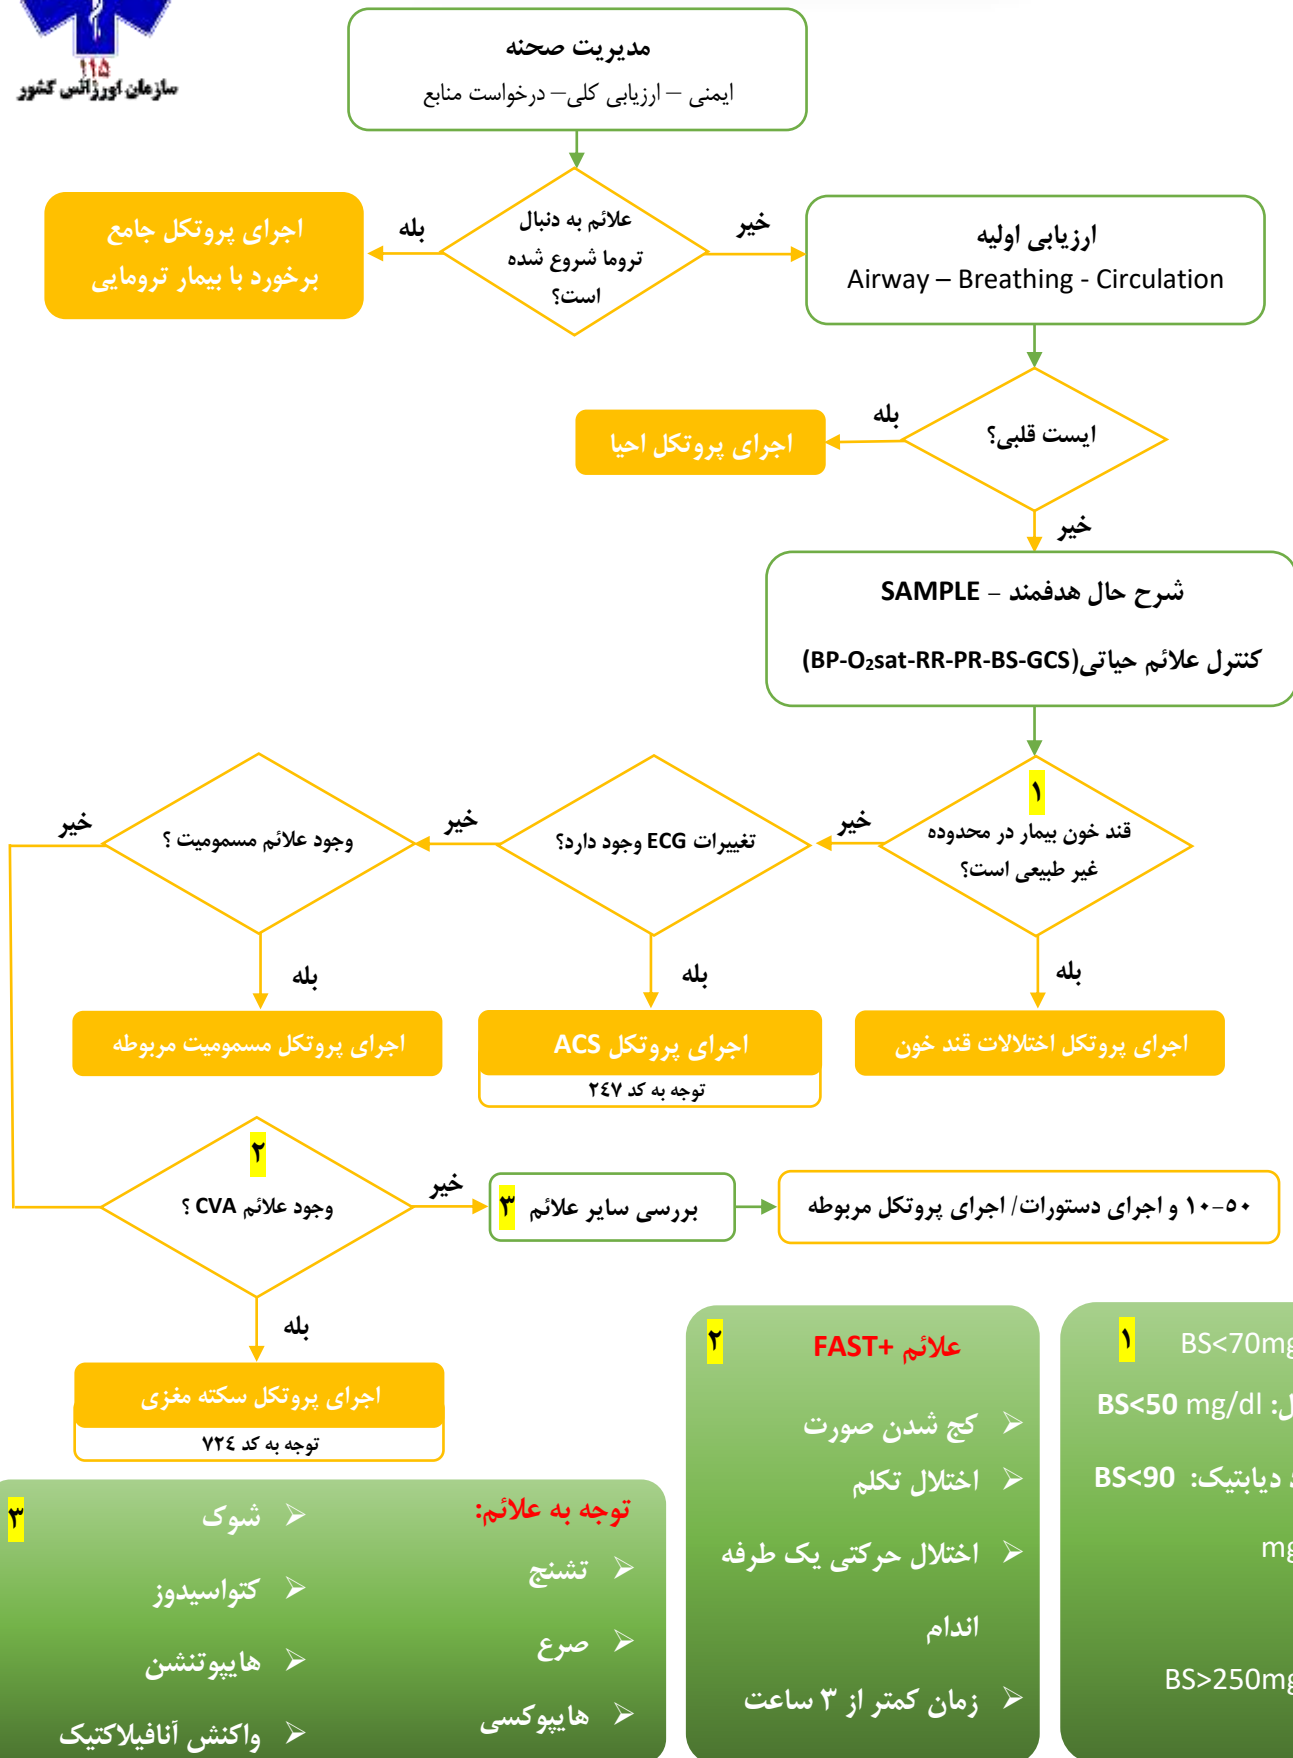 ۱۱۵
سازمان اورژانس کشور
مدیریت صحنه
ایمنی – ارزیابی کلی– درخواست منابع
علائم به دنبال
تروما شروع شده
است؟
بله
اجرای پروتکل جامع
برخورد با بیمار ترومایی
خیر
ارزیابی اولیه
Airway – Breathing - Circulation
ایست قلبی؟
بله
اجرای پروتکل احیا
خیر
شرح حال هدفمند – SAMPLE
کنترل علائم حیاتی(BP-O₂sat-RR-PR-BS-GCS)
۱
قند خون بیمار در محدوده
غیر طبیعی است؟
بله
اجرای پروتکل اختلالات قند خون
خیر
تغییرات ECG وجود دارد؟
بله
اجرای پروتکل ACS
توجه به کد ۲٤۷
خیر
وجود علائم مسمومیت ؟
بله
اجرای پروتکل مسمومیت مربوطه
خیر
۲
وجود علائم CVA ؟
خیر
بررسی سایر علائم ۳
۱۰-۵۰ و اجرای دستورات/ اجرای پروتکل مربوطه
بله
اجرای پروتکل سکته مغزی
توجه به کد ۷۲٤
۱
BS<70mg
BS<50 mg/dl :ل
د دیابتیک: BS<90
mg
BS>250mg
۲
علائم +FAST
کج شدن صورت
اختلال تکلم
اختلال حرکتی یک طرفه
اندام
زمان کمتر از ۳ ساعت
۳
توجه به علائم:
تشنج
صرع
هایپوکسی
شوک
کتواسیدوز
هایپوتنشن
واکنش آنافیلاکتیک